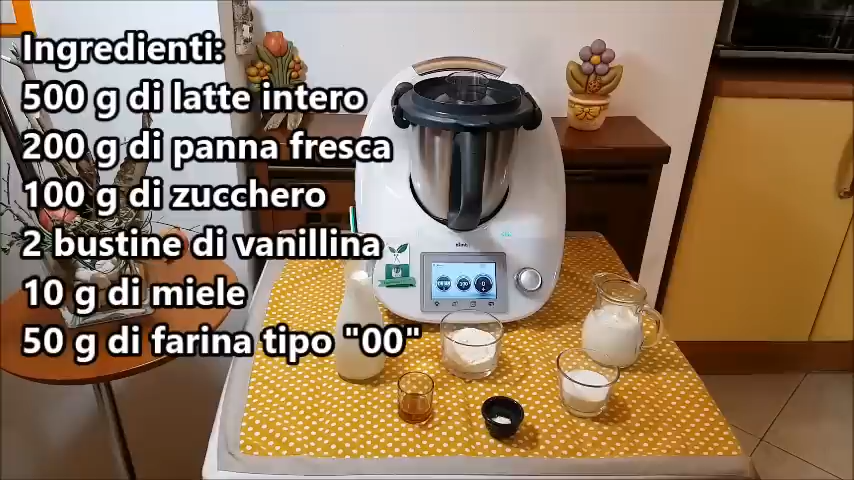 Ingredienti:
500 g di latte intero
200 g di panna fresca
100 g di zucchero
2 bustine di vanillina
10 g di miele
50 g di farina tipo "00"